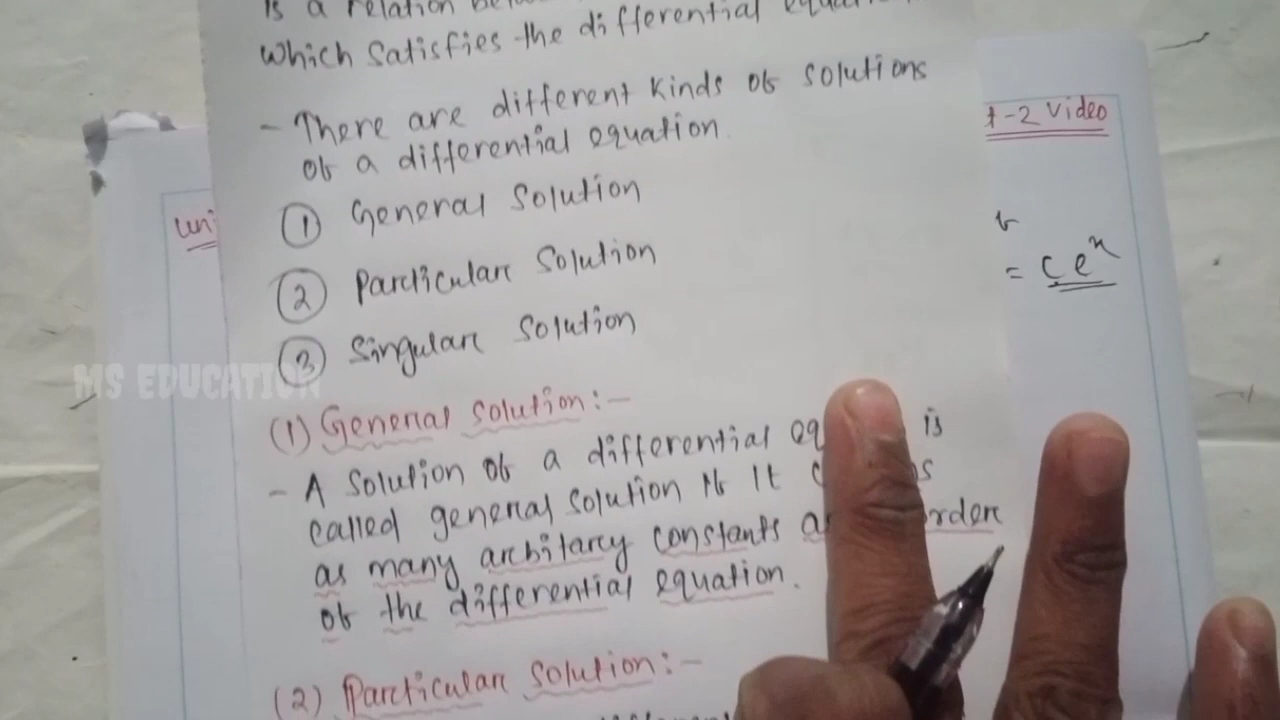 is a relation
which satisfies the differential
- There are different kinds of solutions
of a differential equation.
① General solution
② Particular solution
③ Singular solution
(1) General solution :-
- A solution of a differential is
called general solution if it
as many arbitary constants order
of the differential equation.
(2) Particular solution :-
-2 Video
= ce^x
MS EDUCATION